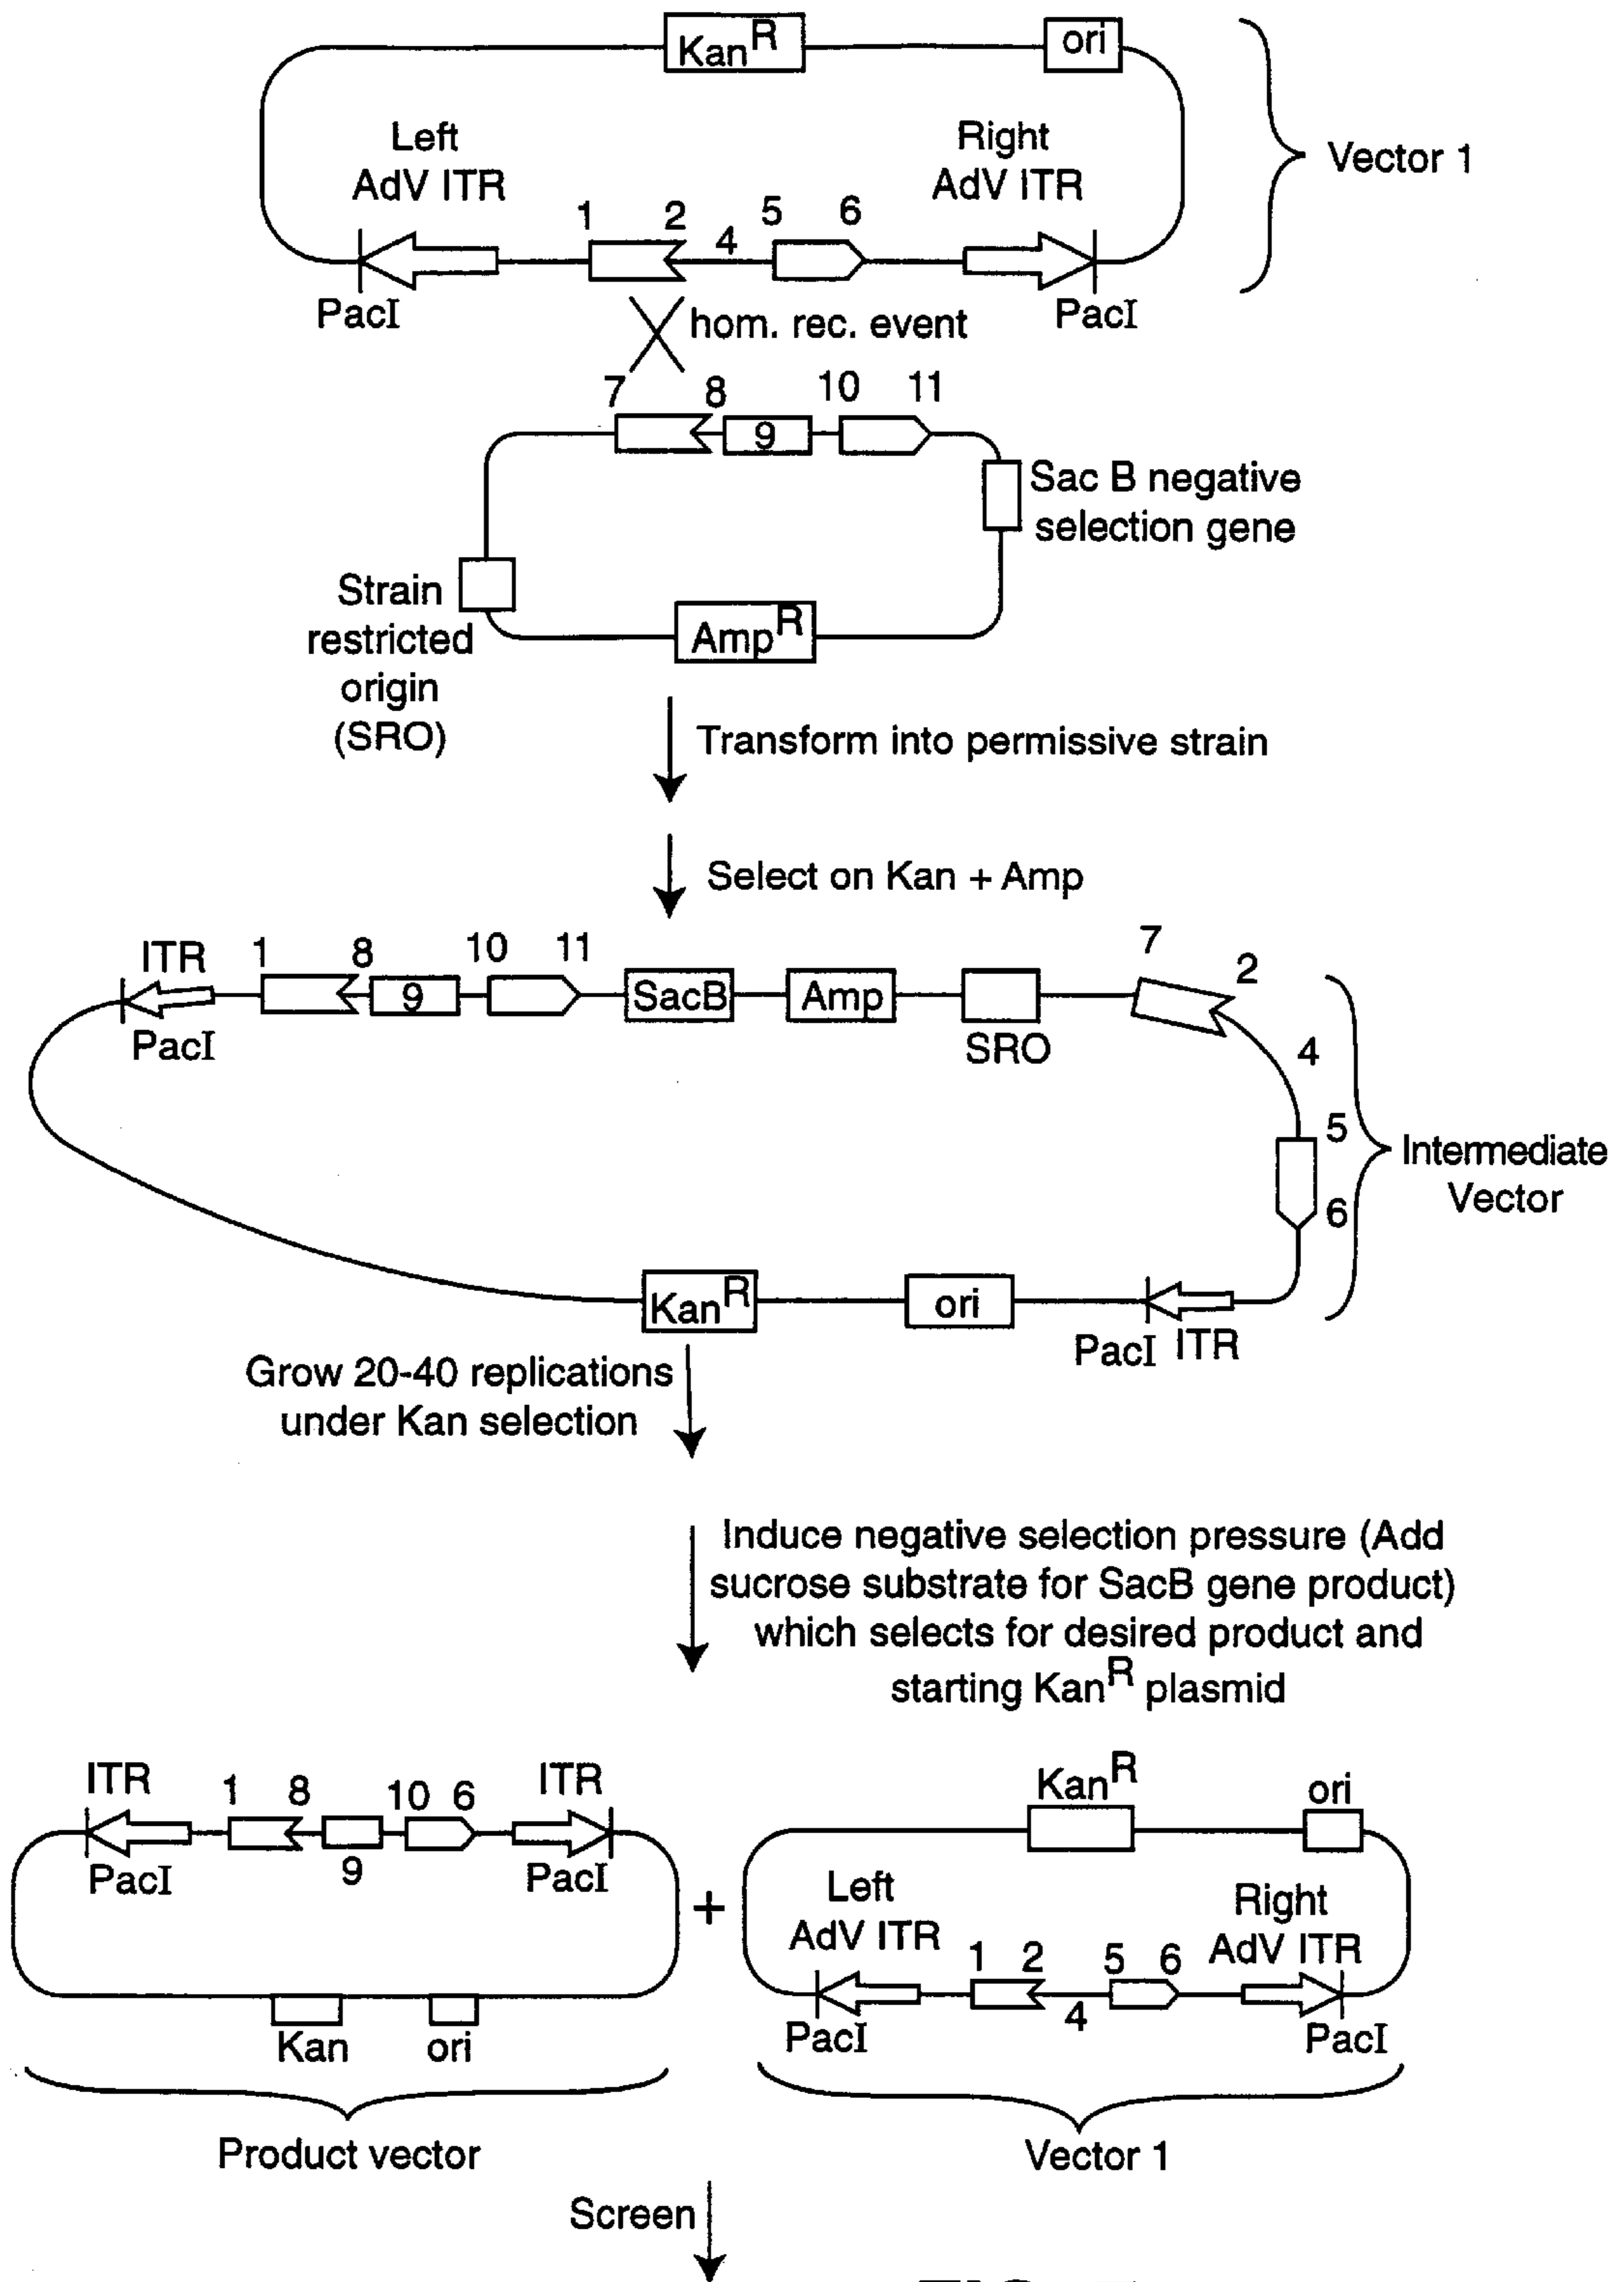 Kan^R
ori
Left
AdV ITR
Right
AdV ITR
Vector 1
1
2
4
5
6
PacI
PacI
hom. rec. event
7
8
9
10
11
Sac B negative
selection gene
Strain
restricted
origin
(SRO)
Amp^R
Transform into permissive strain
Select on Kan + Amp
ITR
1
8
9
10
11
SacB
Amp
SRO
7
2
4
5
6
PacI
Intermediate
Vector
Kan^R
ori
PacI
ITR
Grow 20-40 replications
under Kan selection
Induce negative selection pressure (Add
sucrose substrate for SacB gene product)
which selects for desired product and
starting Kan^R plasmid
ITR
1
8
10
6
ITR
PacI
9
PacI
Kan
ori
Product vector
+
Kan^R
ori
Left
AdV ITR
Right
AdV ITR
1
2
4
5
6
PacI
PacI
Vector 1
Screen